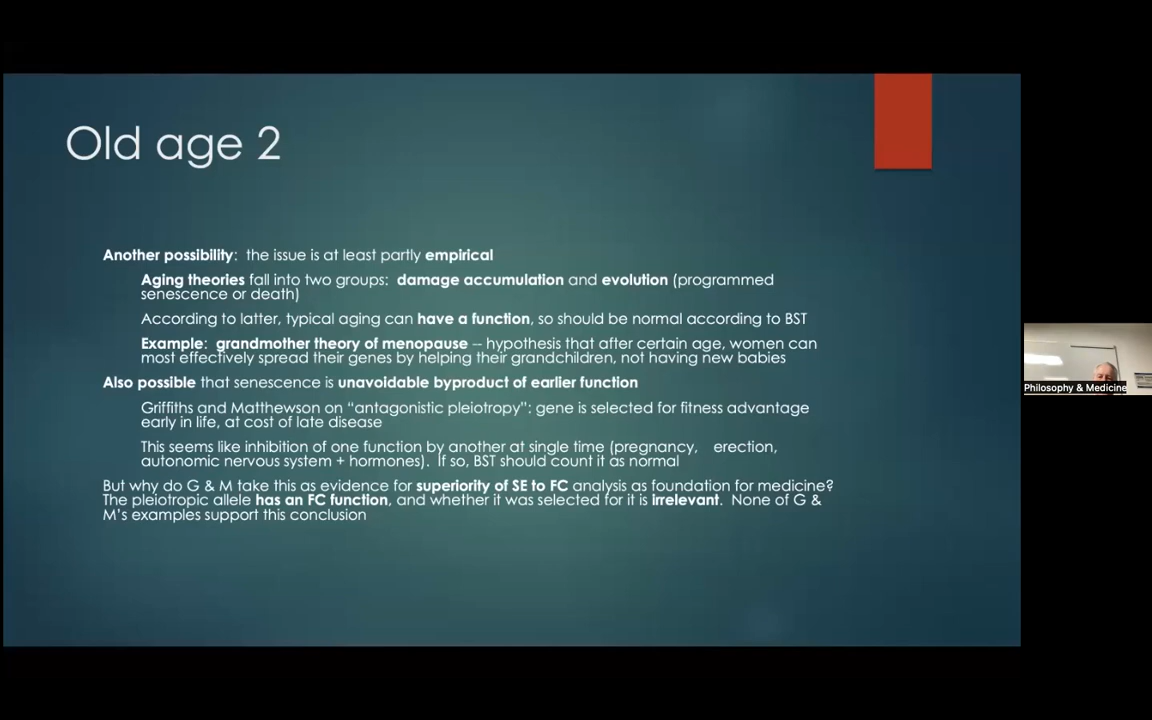 Old age 2
Another possibility: the issue is at least partly empirical
Aging theories fall into two groups: damage accumulation and evolution (programmed
senescence or death)
According to latter, typical aging can have a function, so should be normal according to BST
Example: grandmother theory of menopause -- hypothesis that after certain age, women can
most effectively spread their genes by helping their grandchildren, not having new babies
Also possible that senescence is unavoidable byproduct of earlier function
Griffiths and Matthewson on “antagonistic pleiotropy”: gene is selected for fitness advantage
early in life, at cost of late disease
This seems like inhibition of one function by another at single time (pregnancy, erection,
autonomic nervous system + hormones). If so, BST should count it as normal
But why do G & M take this as evidence for superiority of SE to FC analysis as foundation for medicine?
The pleiotropic allele has an FC function, and whether it was selected for it is irrelevant. None of G &
M’s examples support this conclusion
Philosophy & Medicine